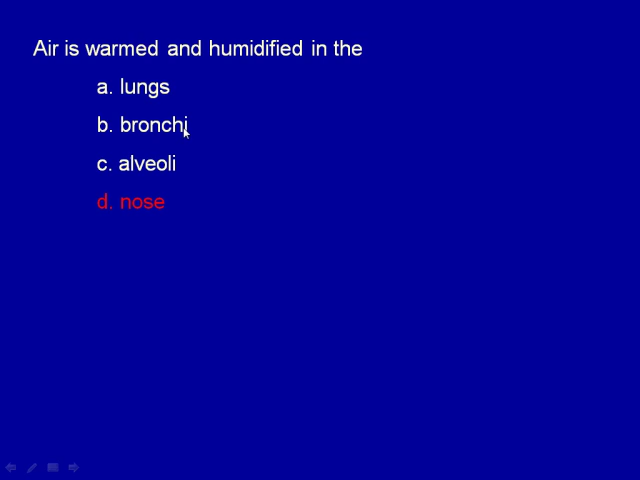 Air is warmed and humidified in the
a. lungs
b. bronchi
c. alveoli
d. nose